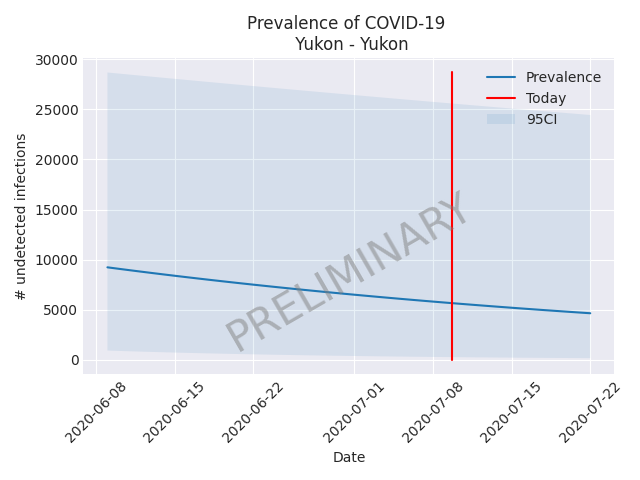 Prevalence of COVID-19
Yukon - Yukon
30000
25000
20000
15000
10000
5000
0
# undetected infections
Prevalence
Today
95CI
PRELIMINARY
2020-06-08
2020-06-15
2020-06-22
2020-07-01
2020-07-08
2020-07-15
2020-07-22
Date